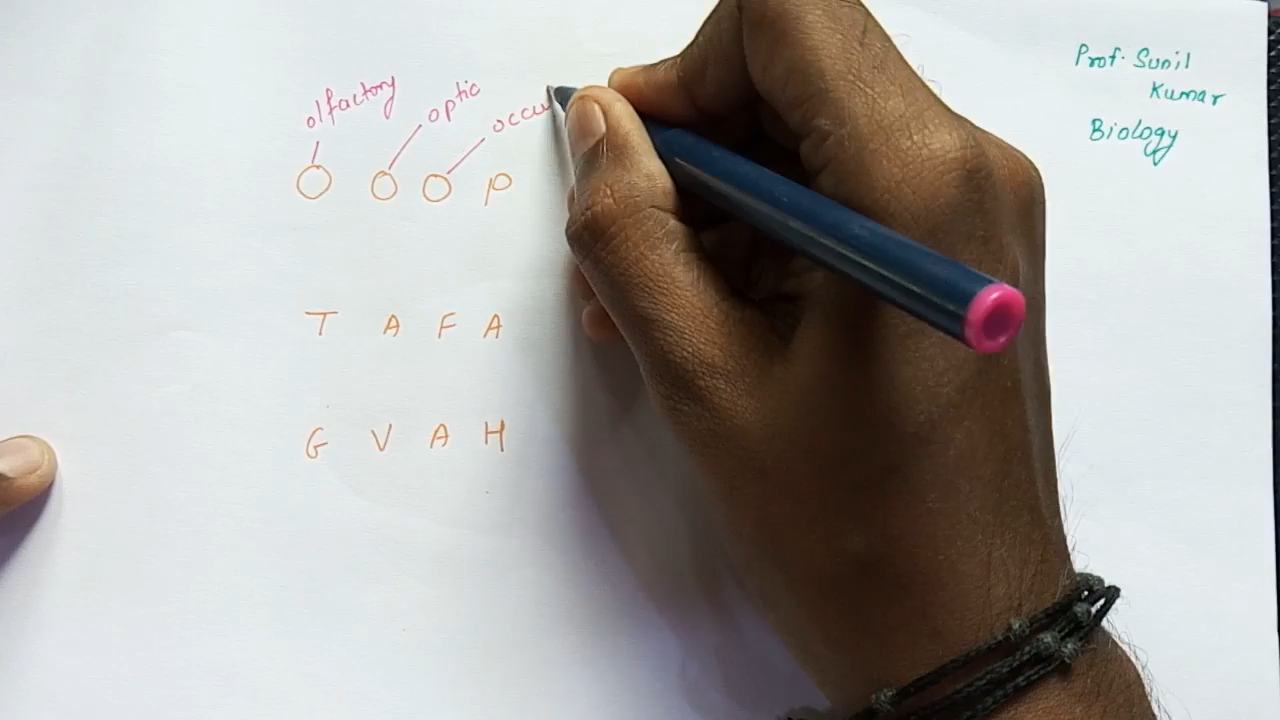 olfactory optic occu
O O O P
T A F A
G V A H
Prof. Sunil
Kumar
Biology